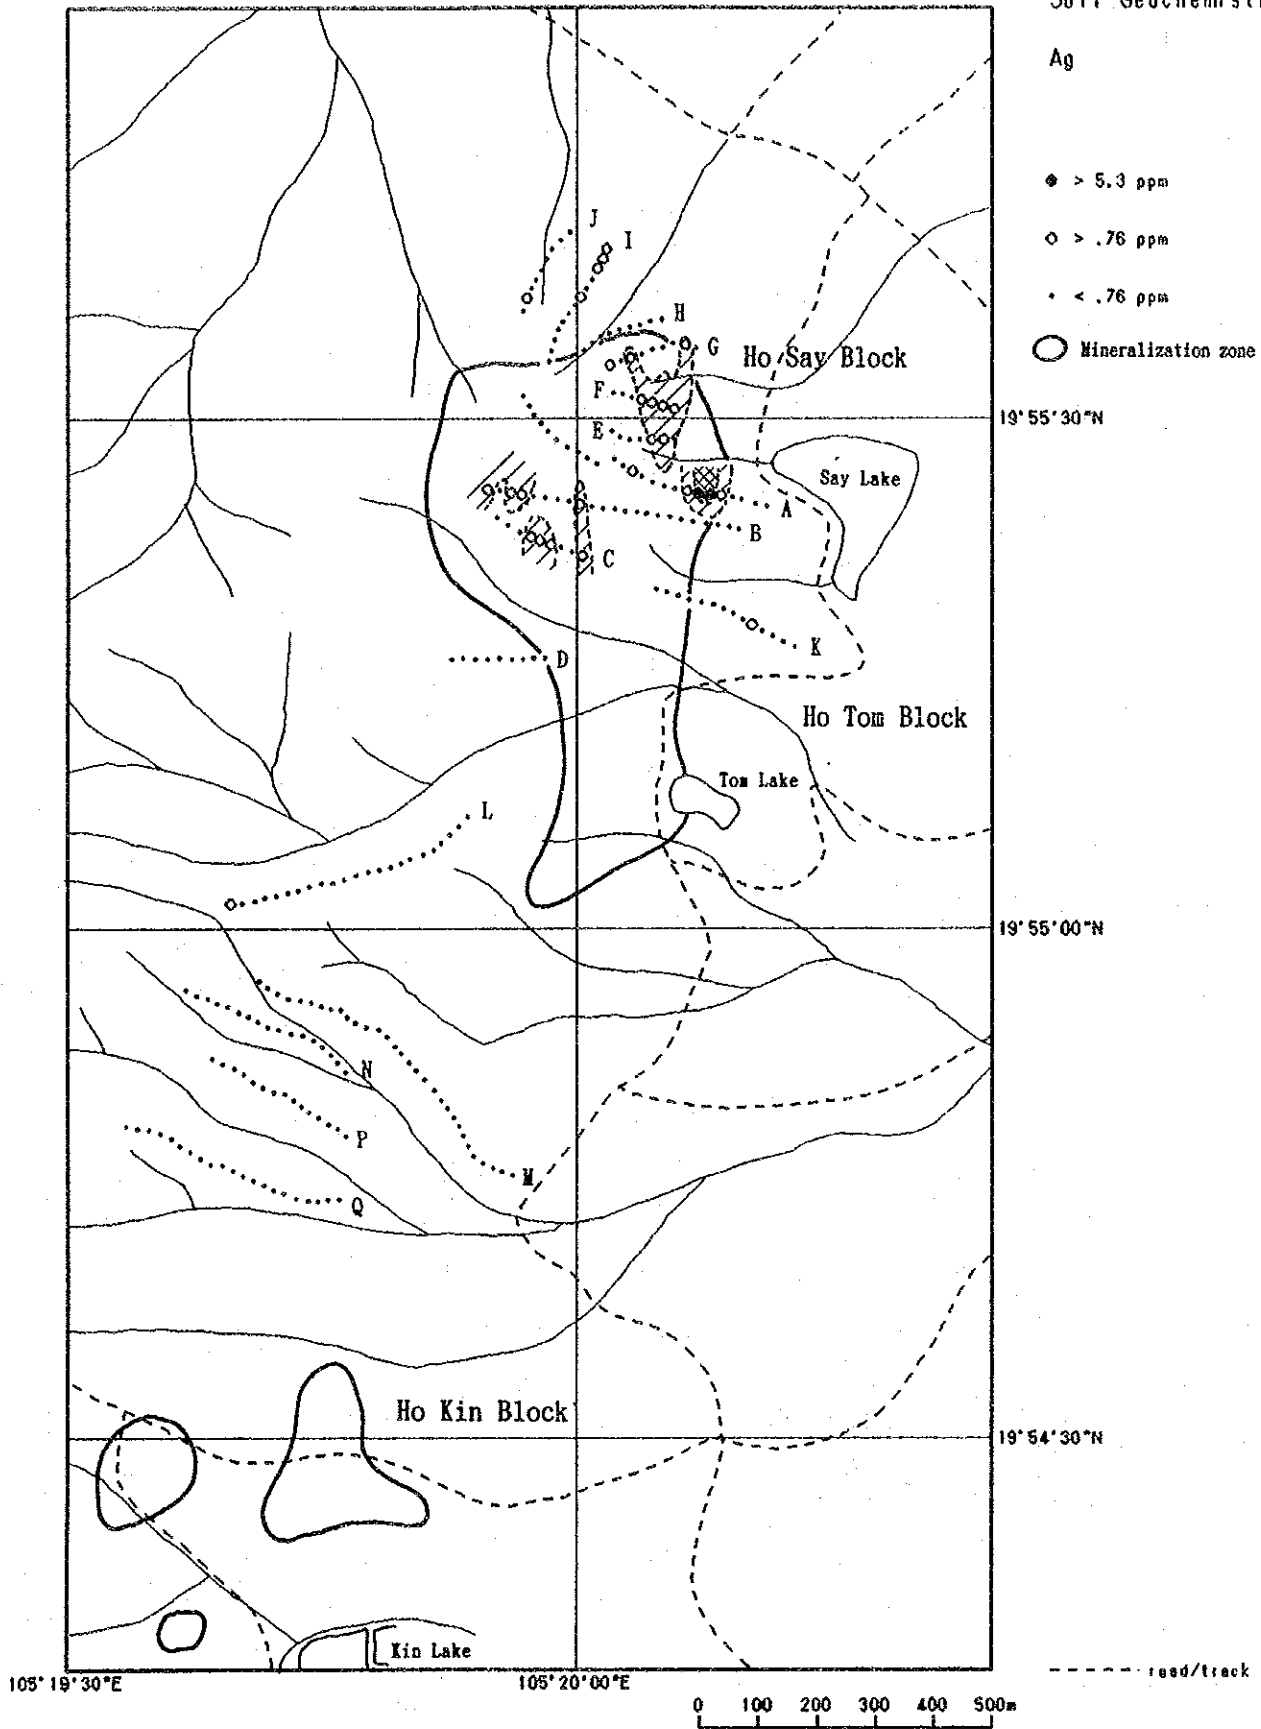 Ag
> 5.3 ppm
> .76 ppm
< .76 ppm
Mineralization zone
J
I
H
G
Ho Say Block
F
19°55'30"N
E
Say Lake
A
B
C
K
D
Ho Tom Block
Tom Lake
L
19°55'00"N
N
P
M
Q
Ho Kin Block
19°54'30"N
Kin Lake
road/track
105°19'30"E
105°20'00"E
0 100 200 300 400 500m